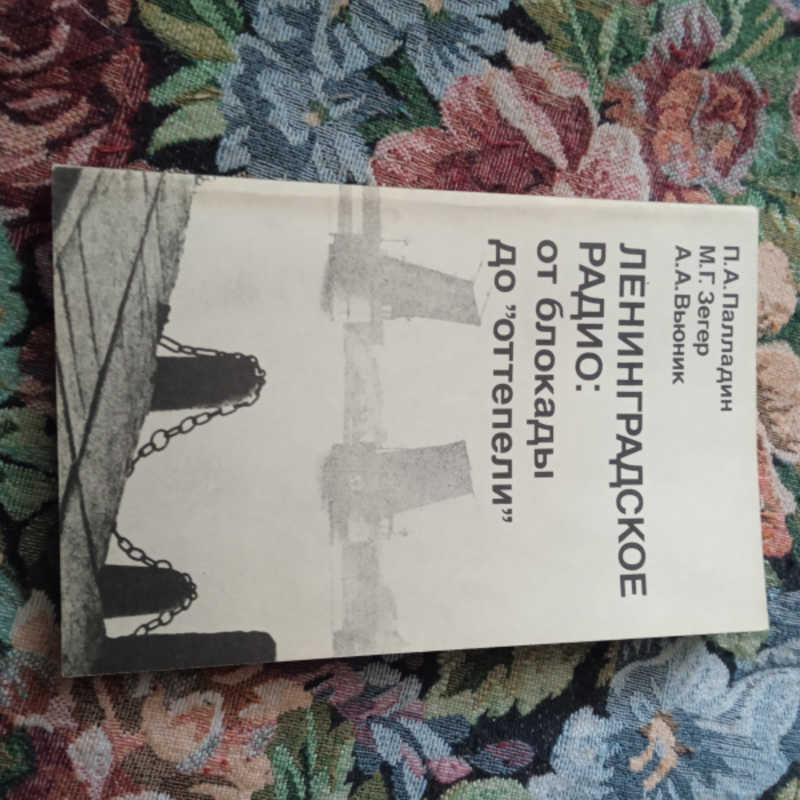 П.А.Палладин
М.Г.Зегер
А.А.Вьюник
ЛЕНИНГРАДСКОЕ
РАДИО:
от блокады
до "оттепели"